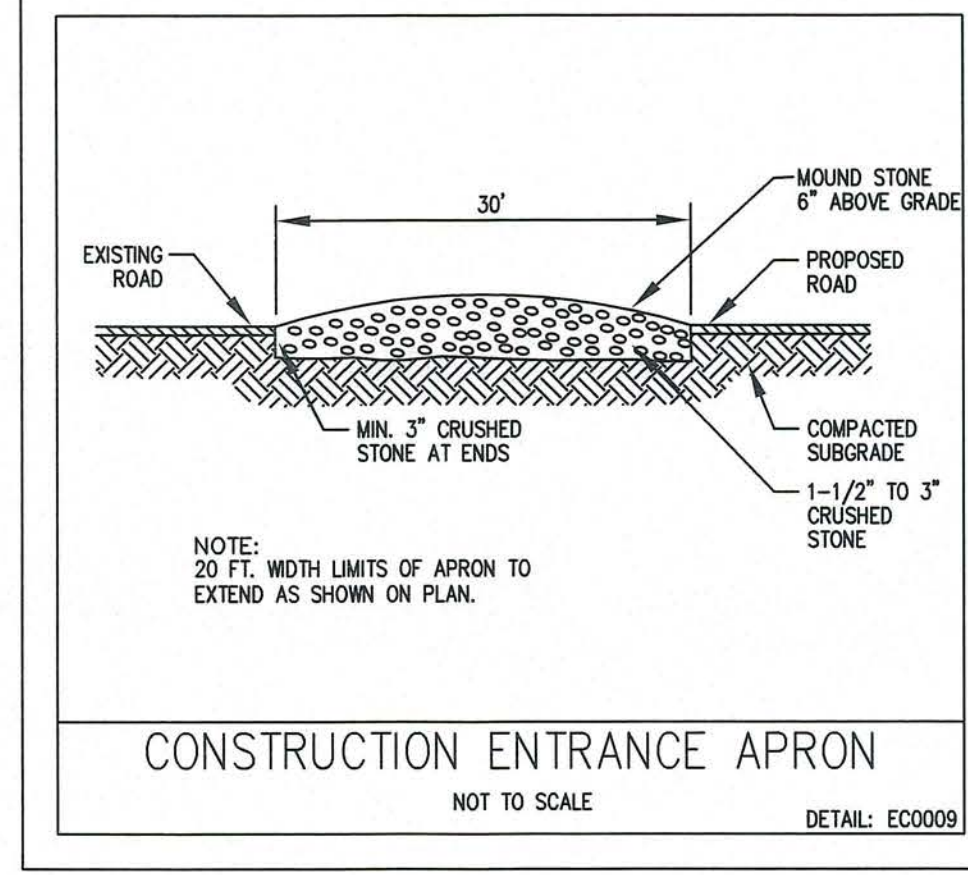 30'
MOUND STONE
6" ABOVE GRADE
EXISTING
ROAD
PROPOSED
ROAD
MIN. 3" CRUSHED
STONE AT ENDS
COMPACTED
SUBGRADE
1-1/2" TO 3"
CRUSHED
STONE
NOTE:
20 FT. WIDTH LIMITS OF APRON TO
EXTEND AS SHOWN ON PLAN.
CONSTRUCTION ENTRANCE APRON
NOT TO SCALE
DETAIL: EC0009